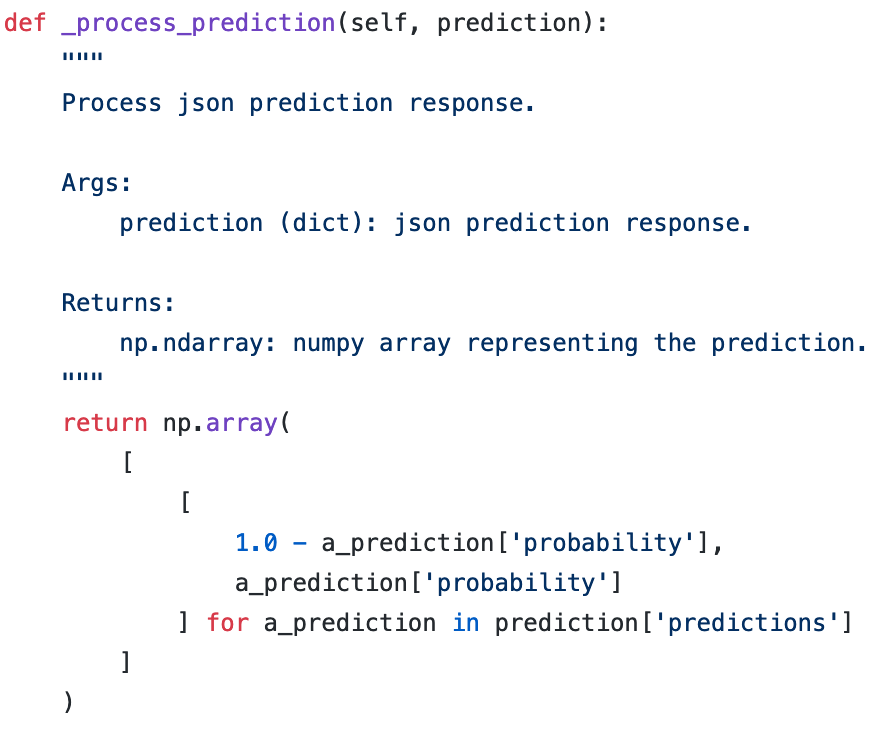 def _process_prediction(self, prediction):
    """
    Process json prediction response.

    Args:
        prediction (dict): json prediction response.

    Returns:
        np.ndarray: numpy array representing the prediction.
    """
    return np.array(
        [
            [
                1.0 - a_prediction['probability'],
                a_prediction['probability']
            ] for a_prediction in prediction['predictions']
        ]
    )